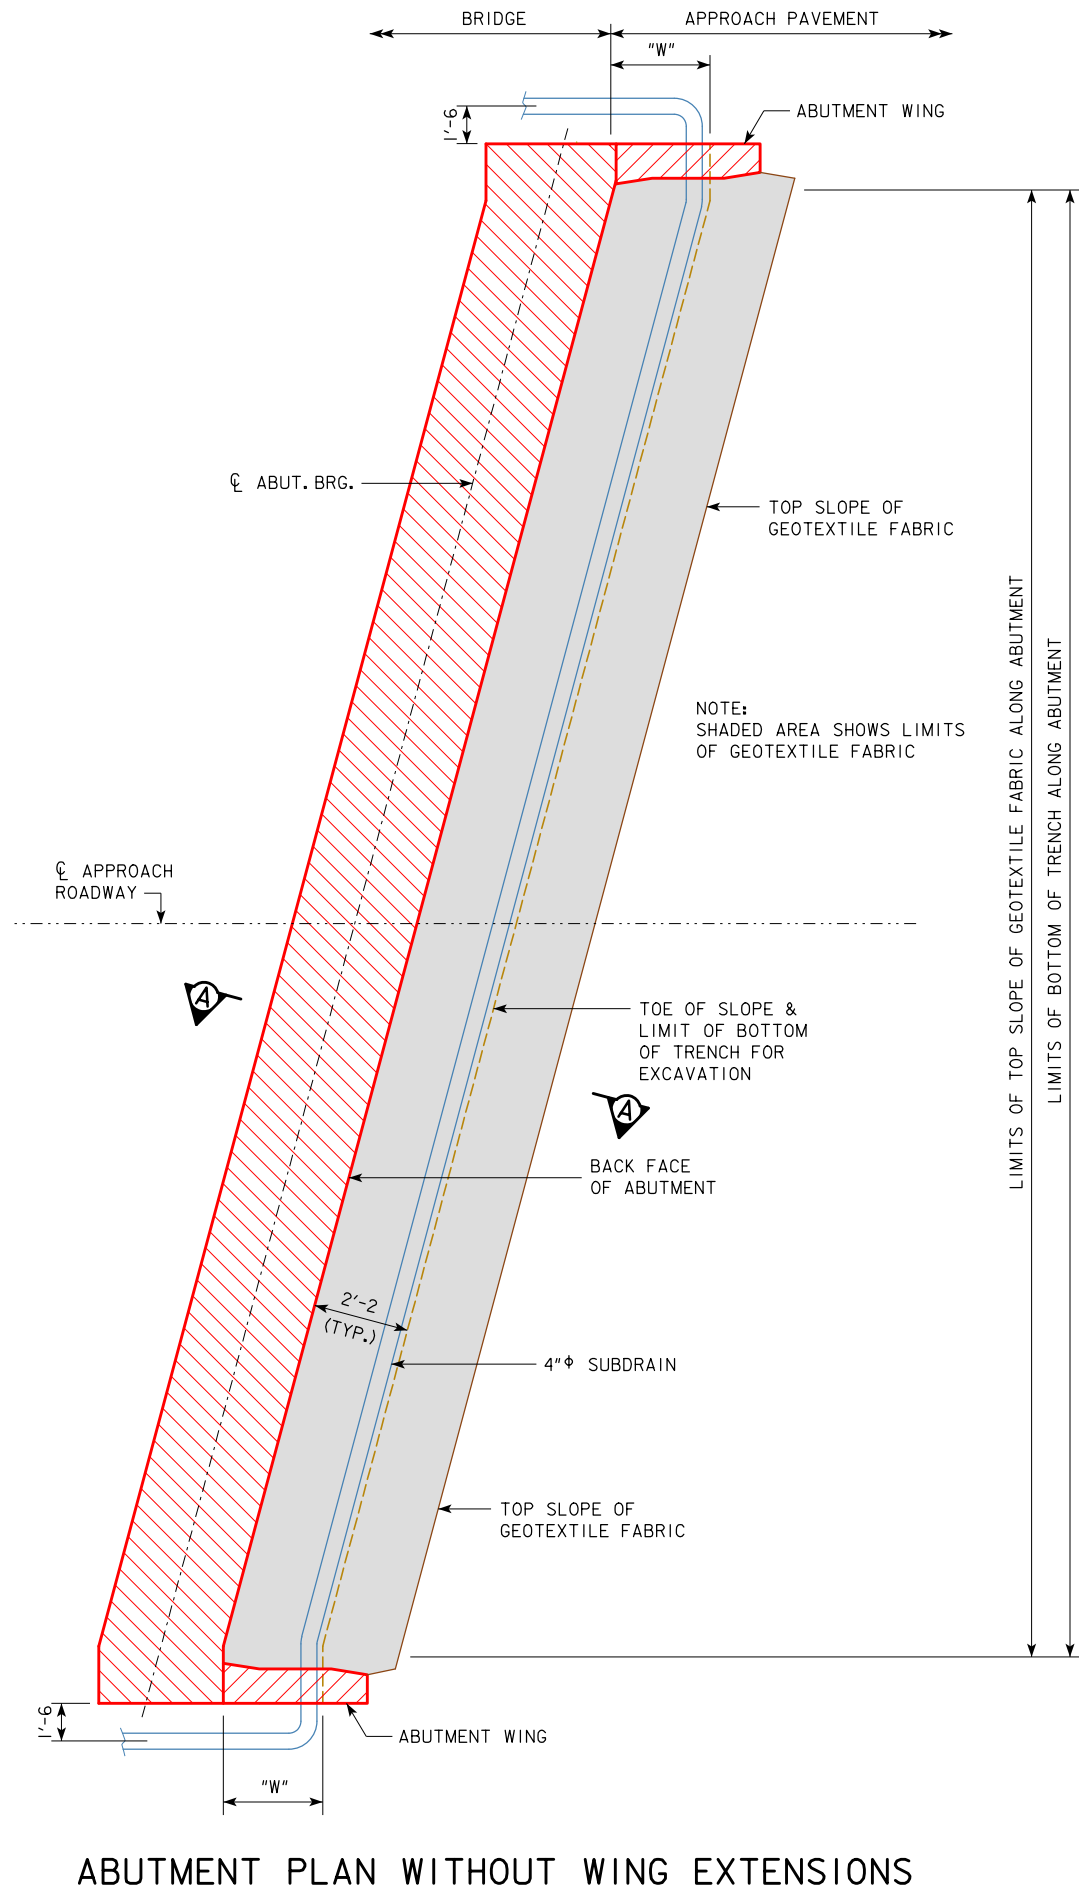 BRIDGE
APPROACH PAVEMENT
"W"
1'-6
ABUTMENT WING
℄ ABUT. BRG.
TOP SLOPE OF
GEOTEXTILE FABRIC
NOTE:
SHADED AREA SHOWS LIMITS
OF GEOTEXTILE FABRIC
LIMITS OF TOP SLOPE OF GEOTEXTILE FABRIC ALONG ABUTMENT
LIMITS OF BOTTOM OF TRENCH ALONG ABUTMENT
℄ APPROACH
ROADWAY
A
TOE OF SLOPE &
LIMIT OF BOTTOM
OF TRENCH FOR
EXCAVATION
A
BACK FACE
OF ABUTMENT
2'-2
(TYP.)
4"ϕ SUBDRAIN
TOP SLOPE OF
GEOTEXTILE FABRIC
1'-6
ABUTMENT WING
"W"
ABUTMENT PLAN WITHOUT WING EXTENSIONS